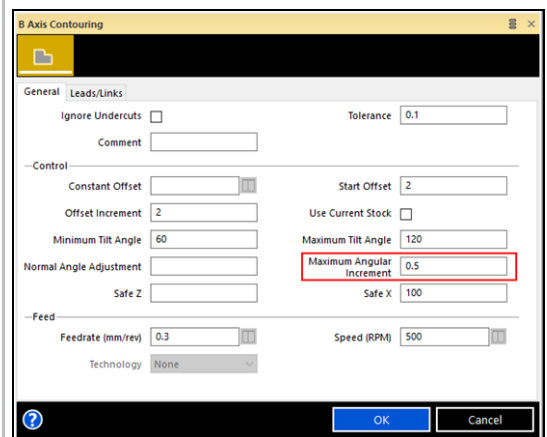 B Axis Contouring
General Leads/Links
Ignore Undercuts Tolerance 0.1
Comment
Control
Constant Offset Start Offset 2
Offset Increment 2 Use Current Stock
Minimum Tilt Angle 60 Maximum Tilt Angle 120
Normal Angle Adjustment Maximum Angular
Increment 0.5
Safe Z Safe X 100
Feed
Feedrate (mm/rev) 0.3 Speed (RPM) 500
Technology None
? OK Cancel